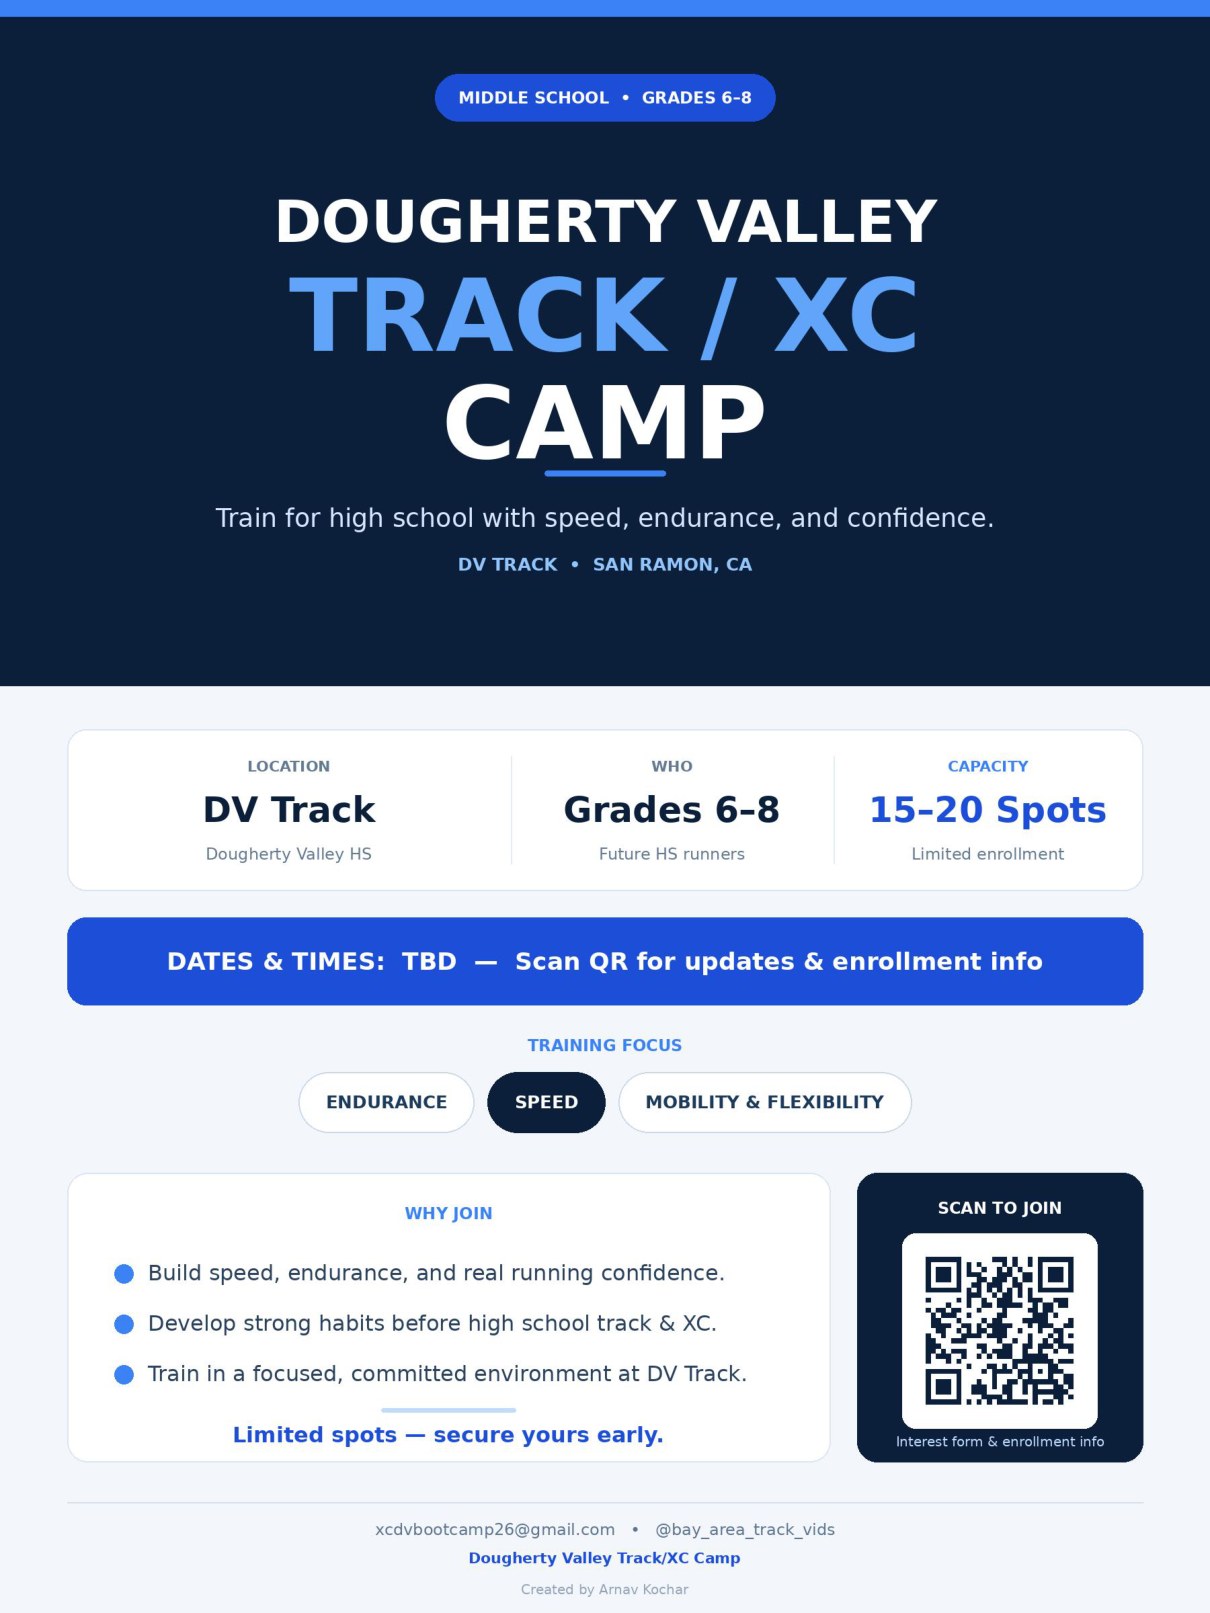 MIDDLE SCHOOL • GRADES 6–8
DOUGHERTY VALLEY
TRACK / XC
CAMP
Train for high school with speed, endurance, and confidence.
DV TRACK • SAN RAMON, CA
LOCATION
DV Track
Dougherty Valley HS
WHO
Grades 6–8
Future HS runners
CAPACITY
15–20 Spots
Limited enrollment
DATES & TIMES: TBD — Scan QR for updates & enrollment info
TRAINING FOCUS
ENDURANCE
SPEED
MOBILITY & FLEXIBILITY
WHY JOIN
Build speed, endurance, and real running confidence.
Develop strong habits before high school track & XC.
Train in a focused, committed environment at DV Track.
Limited spots — secure yours early.
SCAN TO JOIN
Interest form & enrollment info
xcdvbootcamp26@gmail.com • @bay_area_track_vids
Dougherty Valley Track/XC Camp
Created by Arnav Kochar